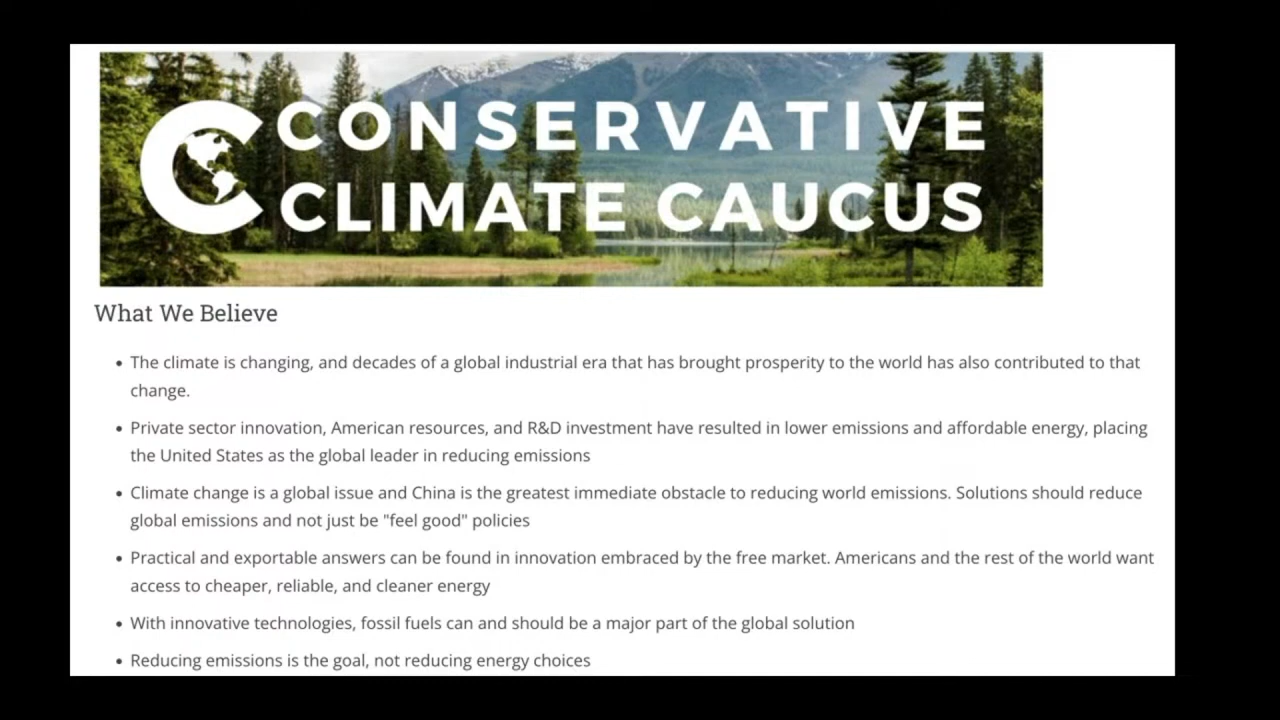 CONSERVATIVE
CLIMATE CAUCUS
What We Believe
• The climate is changing, and decades of a global industrial era that has brought prosperity to the world has also contributed to that
change.
• Private sector innovation, American resources, and R&D investment have resulted in lower emissions and affordable energy, placing
the United States as the global leader in reducing emissions
• Climate change is a global issue and China is the greatest immediate obstacle to reducing world emissions. Solutions should reduce
global emissions and not just be "feel good" policies
• Practical and exportable answers can be found in innovation embraced by the free market. Americans and the rest of the world want
access to cheaper, reliable, and cleaner energy
• With innovative technologies, fossil fuels can and should be a major part of the global solution
• Reducing emissions is the goal, not reducing energy choices